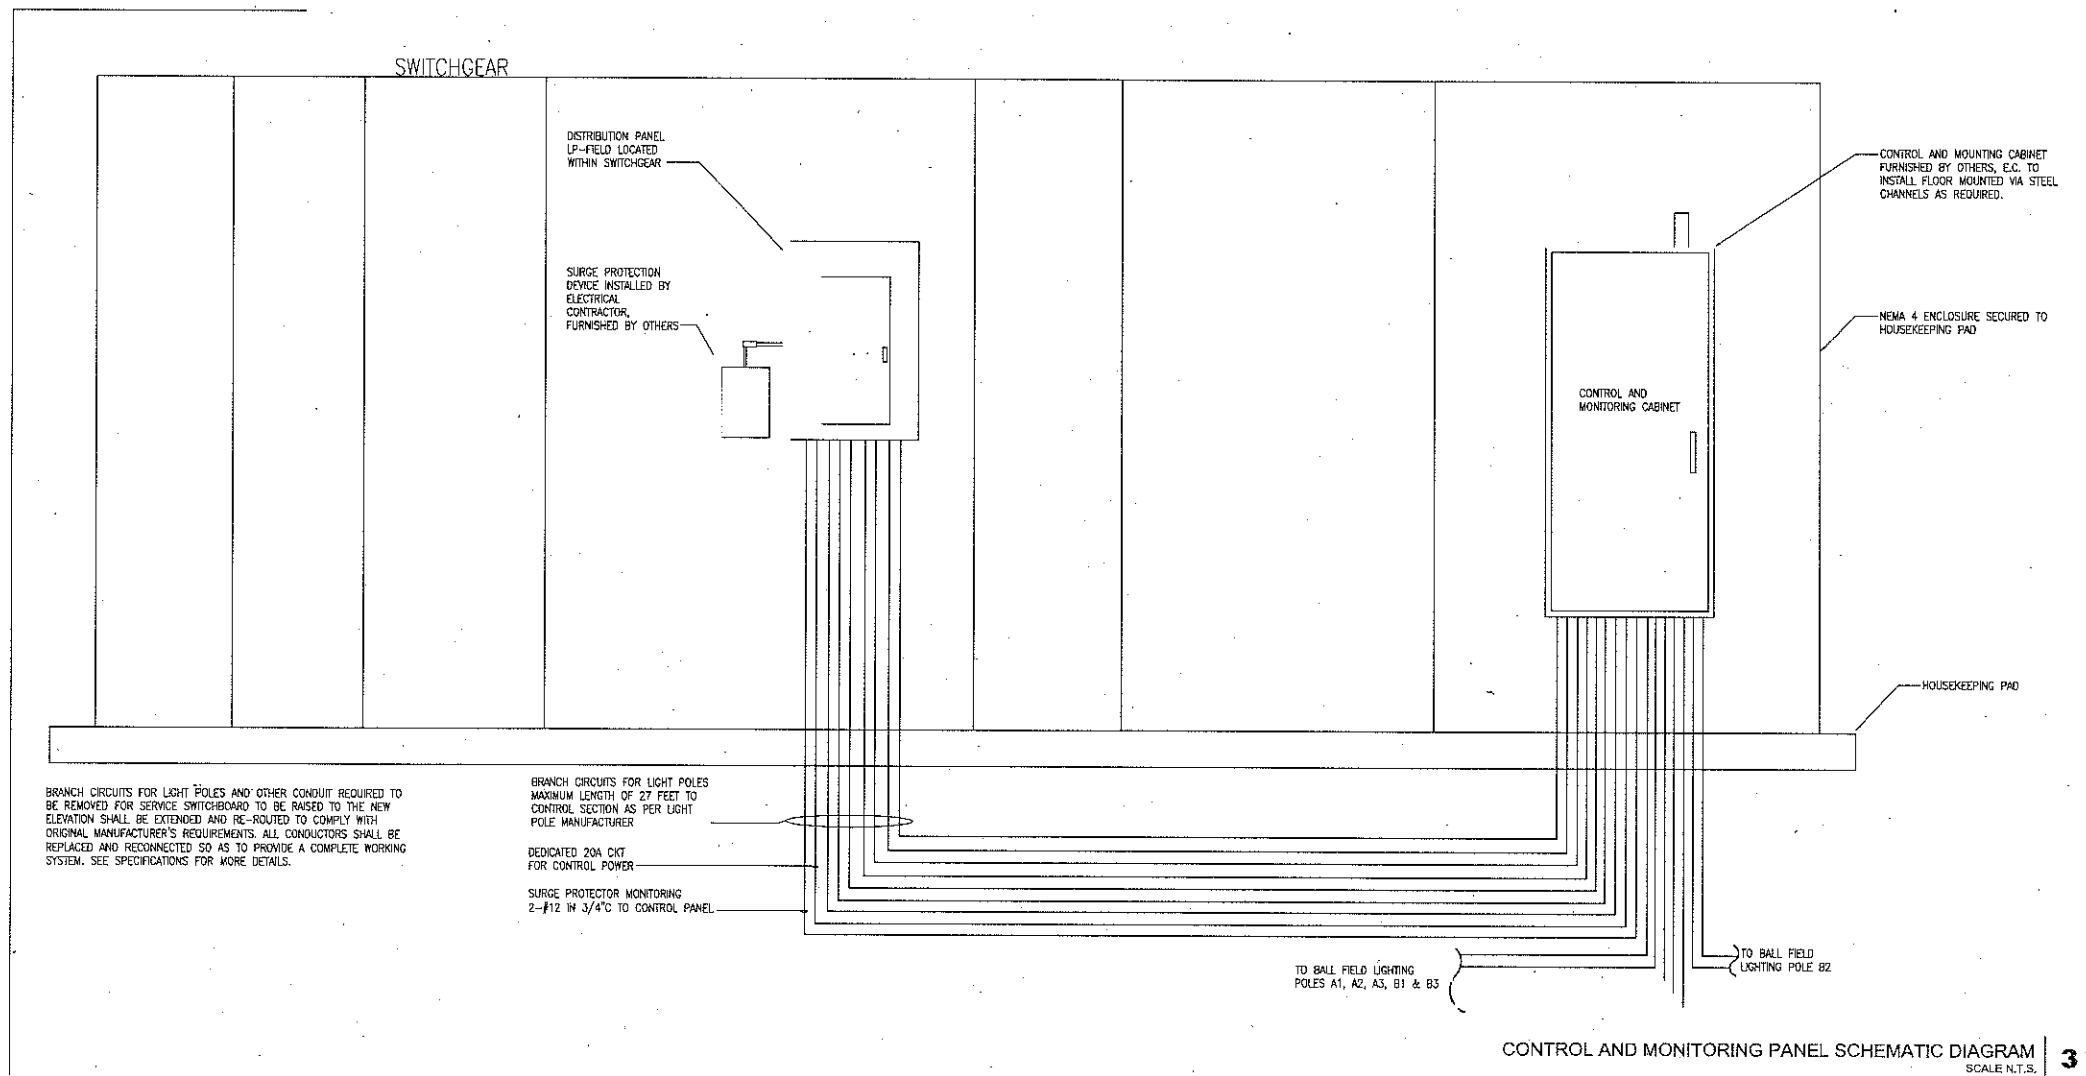 SWITCHGEAR
DISTRIBUTION PANEL
LP-FIELD LOCATED
WITHIN SWITCHGEAR
SURGE PROTECTION
DEVICE INSTALLED BY
ELECTRICAL
CONTRACTOR,
FURNISHED BY OTHERS
CONTROL AND MOUNTING CABINET
FURNISHED BY OTHERS, E.C. TO
INSTALL FLOOR MOUNTED VIA STEEL
CHANNELS AS REQUIRED.
NEMA 4 ENCLOSURE SECURED TO
HOUSEKEEPING PAD
CONTROL AND
MONITORING CABINET
HOUSEKEEPING PAD
BRANCH CIRCUITS FOR LIGHT POLES AND OTHER CONDUIT REQUIRED TO
BE REMOVED FOR SERVICE SWITCHBOARD TO BE RAISED TO THE NEW
ELEVATION SHALL BE EXTENDED AND RE-ROUTED TO COMPLY WITH
ORIGINAL MANUFACTURER'S REQUIREMENTS. ALL CONDUCTORS SHALL BE
REPLACED AND RECONNECTED SO AS TO PROVIDE A COMPLETE WORKING
SYSTEM. SEE SPECIFICATIONS FOR MORE DETAILS.
BRANCH CIRCUITS FOR LIGHT POLES
MAXIMUM LENGTH OF 27 FEET TO
CONTROL SECTION AS PER LIGHT
POLE MANUFACTURER
DEDICATED 20A CKT
FOR CONTROL POWER
SURGE PROTECTOR MONITORING
2-#12 IN 3/4"C TO CONTROL PANEL
TO BALL FIELD LIGHTING
POLES A1, A2, A3, B1 & B3
TO BALL FIELD
LIGHTING POLE B2
CONTROL AND MONITORING PANEL SCHEMATIC DIAGRAM
SCALE N.T.S.
3